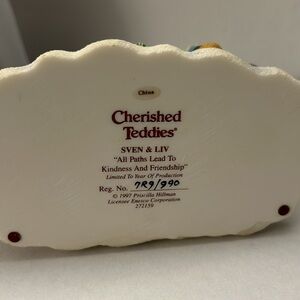 China
Cherished
Teddies®
SVEN & LIV
"All Paths Lead To
Kindness And Friendship"
Limited To Year Of Production
Reg. No. 7R9/990
© 1997 Priscilla Hillman
Licensee Enesco Corporation
272159